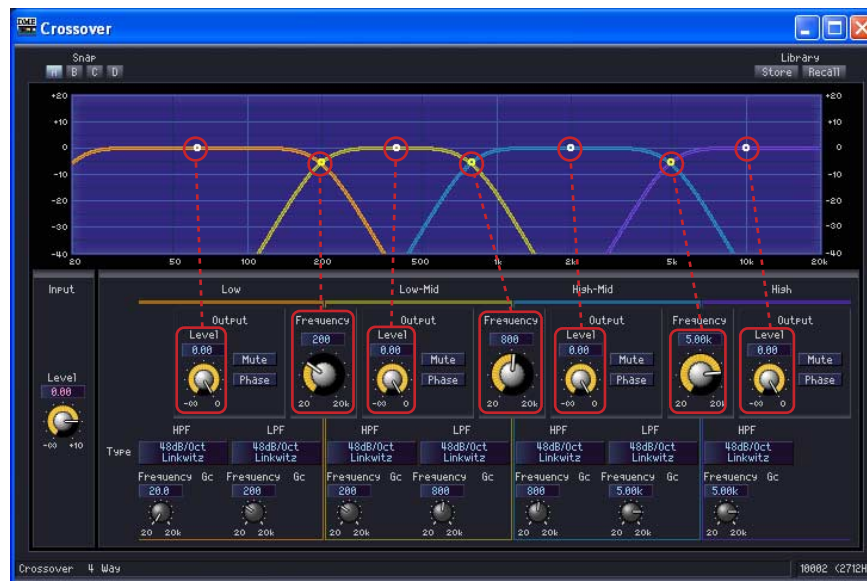 DME
Crossover
Snap
Library
A B C D
Store Recall
+20 +20
+10 +10
0 0
-10 -10
-20 -20
-30 -30
-40 -40
20 50 100 200 500 1k 2k 5k 10k 20k
Input Low Low-Mid High-Mid High
Output Frequency Output Frequency Output Frequency Output
Level Level Level Level
0.00 200 0.00 800 0.00 5.00k 0.00
Mute Mute Mute Mute
Level Phase Phase Phase Phase
0.00
-∞ 0 20 20k -∞ 0 20 20k -∞ 0 20 20k -∞ 0
HPF LPF HPF LPF HPF LPF HPF
-∞ +10
Type 48dB/Oct 48dB/Oct 48dB/Oct 48dB/Oct 48dB/Oct 48dB/Oct 48dB/Oct
Linkwitz Linkwitz Linkwitz Linkwitz Linkwitz Linkwitz Linkwitz
Frequency Gc Frequency Gc Frequency Gc Frequency Gc Frequency Gc Frequency Gc Frequency Gc
20.0 200 200 800 800 5.00k 5.00k
20 20k 20 20k 20 20k 20 20k 20 20k 20 20k 20 20k
Crossover 4 Way 10002 (2712H